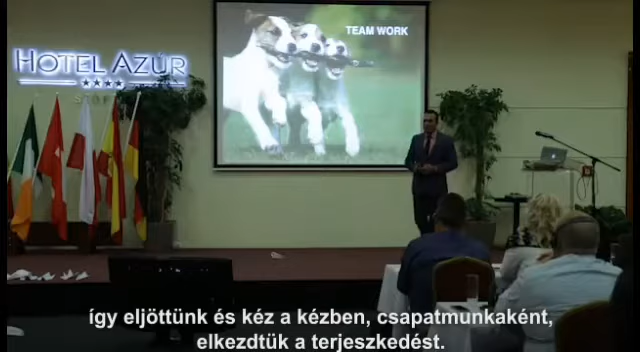 TEAM WORK
HOTEL AZÚR
így eljöttünk és kéz a kézben, csapatmunkaként,
elkezdtük a terjeszkedést.